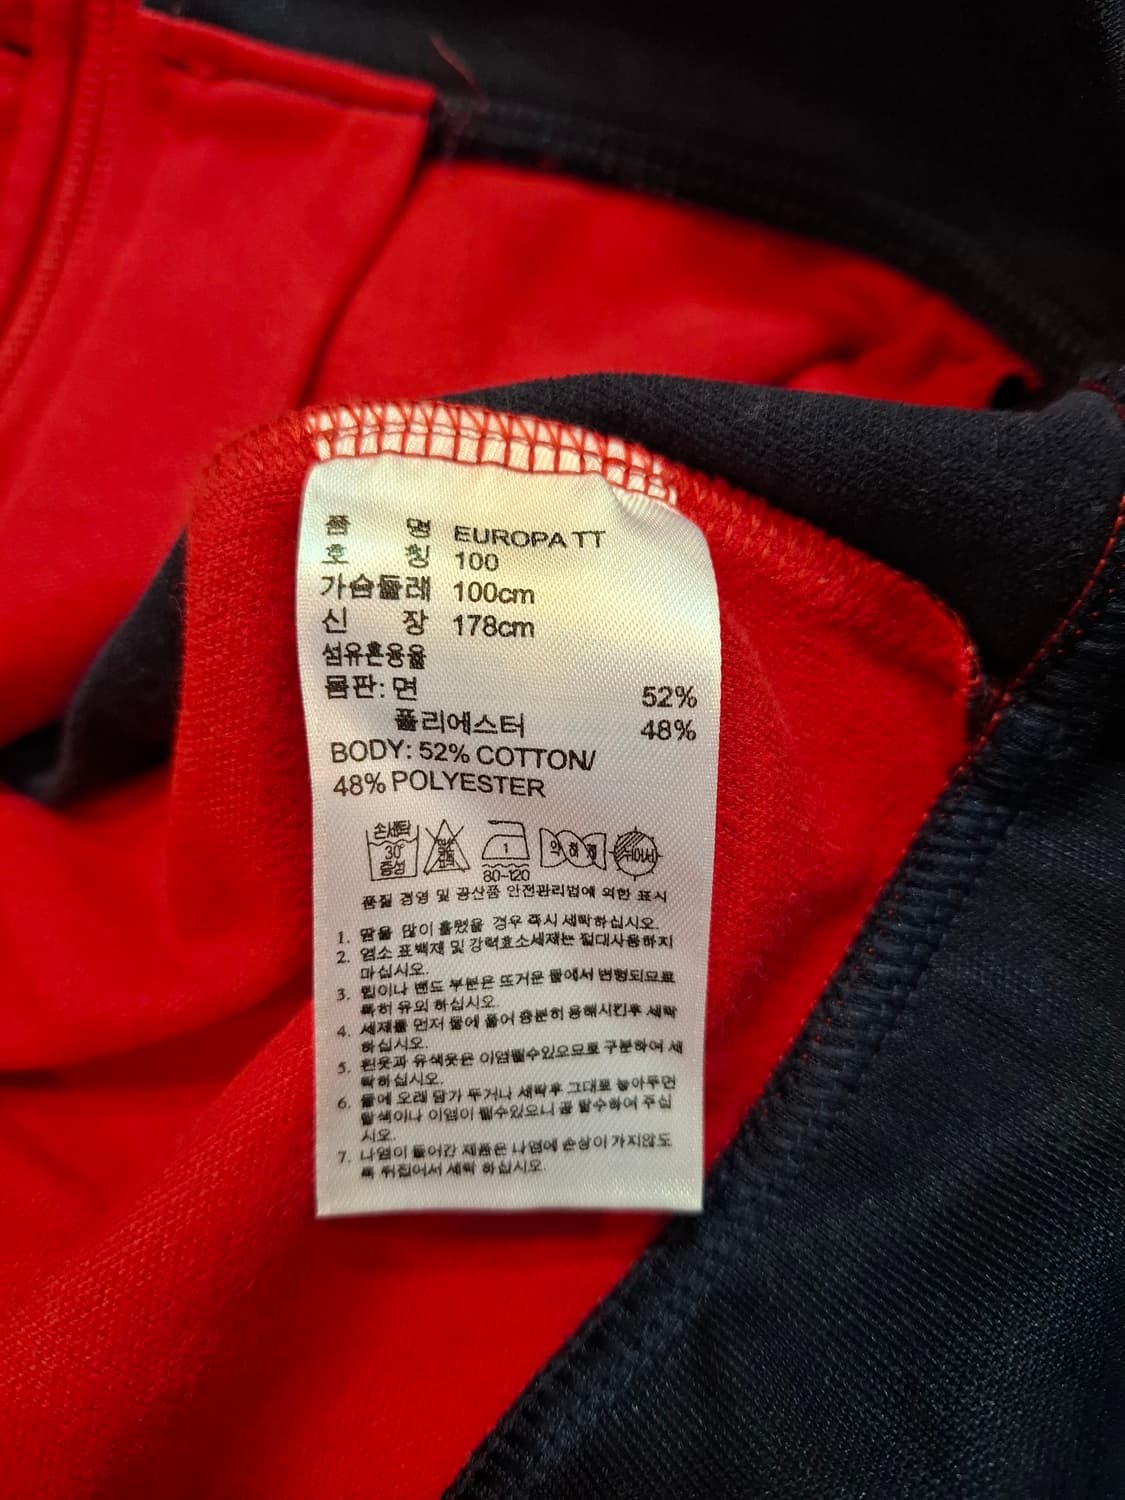 품 명 EUROPA TT
호 칭 100
가슴둘레 100cm
신 장 178cm
섬유혼용율
몸판: 면 52%
폴리에스터 48%
BODY: 52% COTTON/
48% POLYESTER
손세탁 30° 중성
1 80~120
약하게
뉘어서
품질 경영 및 공산품 안전관리법에 의한 표시
1. 땀을 많이 흘렸을 경우 즉시 세탁하십시오.
2. 염소 표백제 및 강력효소세제는 절대사용하지
마십시오.
3. 립이나 밴드 부분은 뜨거운 물에서 변형되므로
특히 유의 하십시오.
4. 세제를 먼저 물에 풀어 충분히 용해시킨후 세탁
하십시오.
5. 흰옷과 유색옷은 이염될수있으므로 구분하여 세
탁하십시오.
6. 물에 오래 담가 두거나 세탁후 그대로 놓아두면
탈색이나 이염이 될수있으니 곧 탈수하여 주십
시오.
7. 나염이 들어간 제품은 나염에 손상이 가지않도
록 뒤집어서 세탁 하십시오.